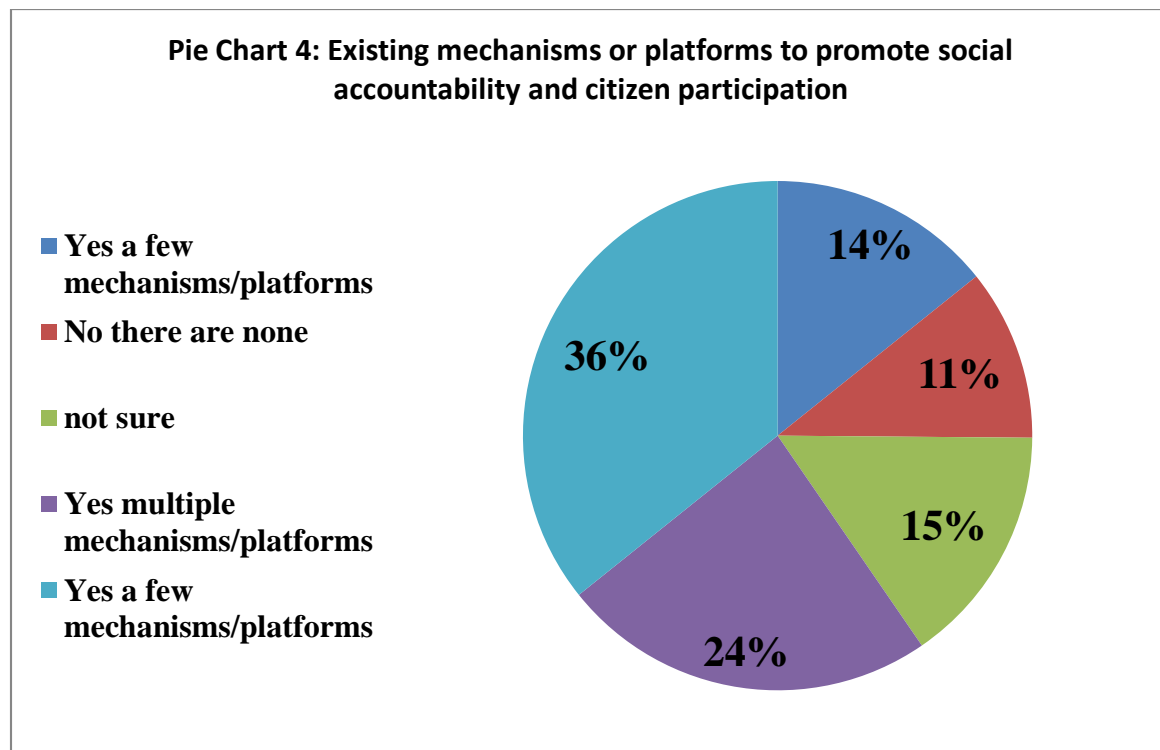 Pie Chart 4: Existing mechanisms or platforms to promote social
accountability and citizen participation
Yes a few
mechanisms/platforms
No there are none
not sure
Yes multiple
mechanisms/platforms
Yes a few
mechanisms/platforms
14%
11%
15%
24%
36%